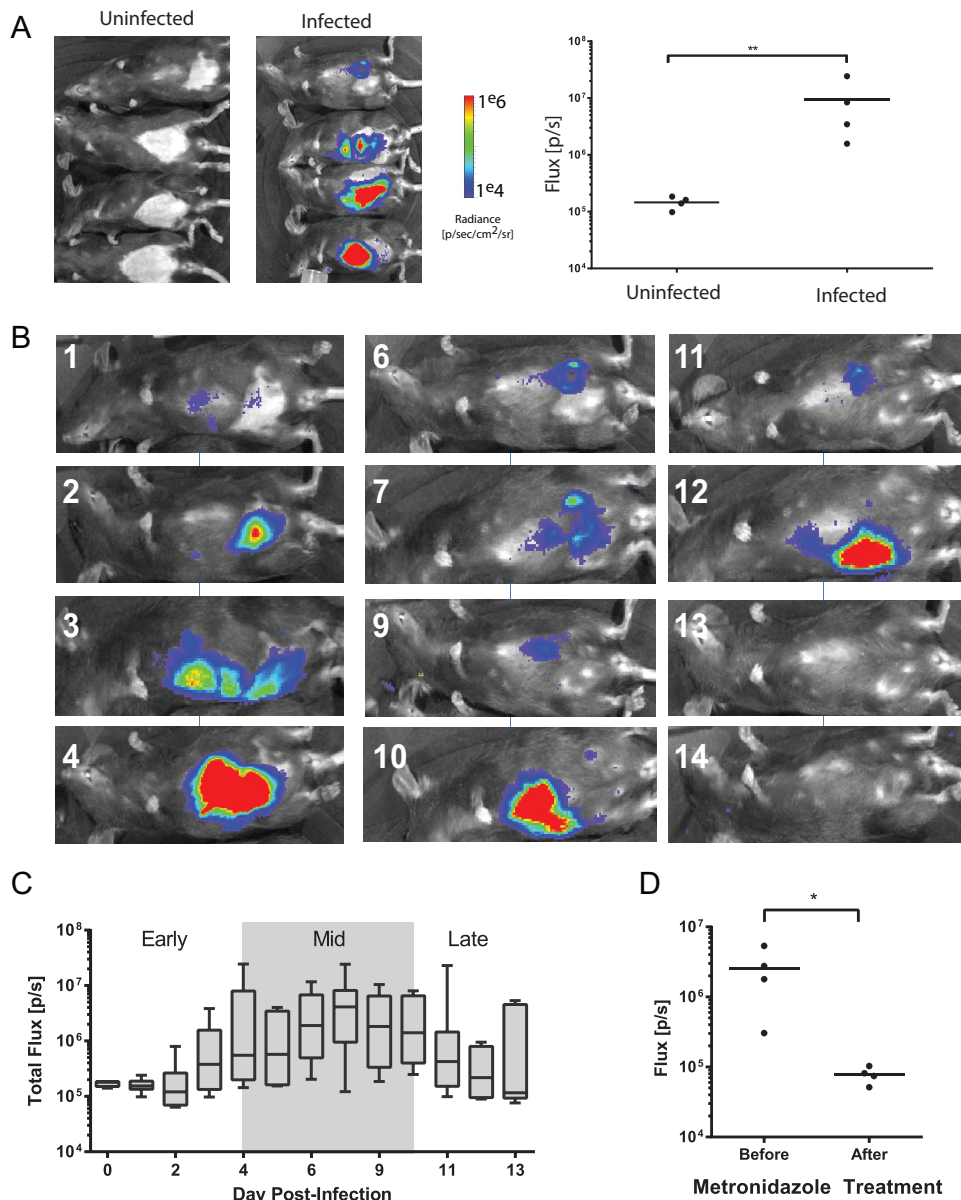 A
Uninfected
Infected
1e6
1e4
Radiance
[p/sec/cm2/sr]
Flux [p/s]
10^8
10^7
10^6
10^5
10^4
**
Uninfected
Infected
B
1
6
11
2
7
12
3
9
13
4
10
14
C
Total Flux [p/s]
10^8
10^7
10^6
10^5
10^4
Early
Mid
Late
0
2
4
6
9
11
13
Day Post-Infection
D
Flux [p/s]
10^7
10^6
10^5
10^4
*
Before
After
Metronidazole Treatment